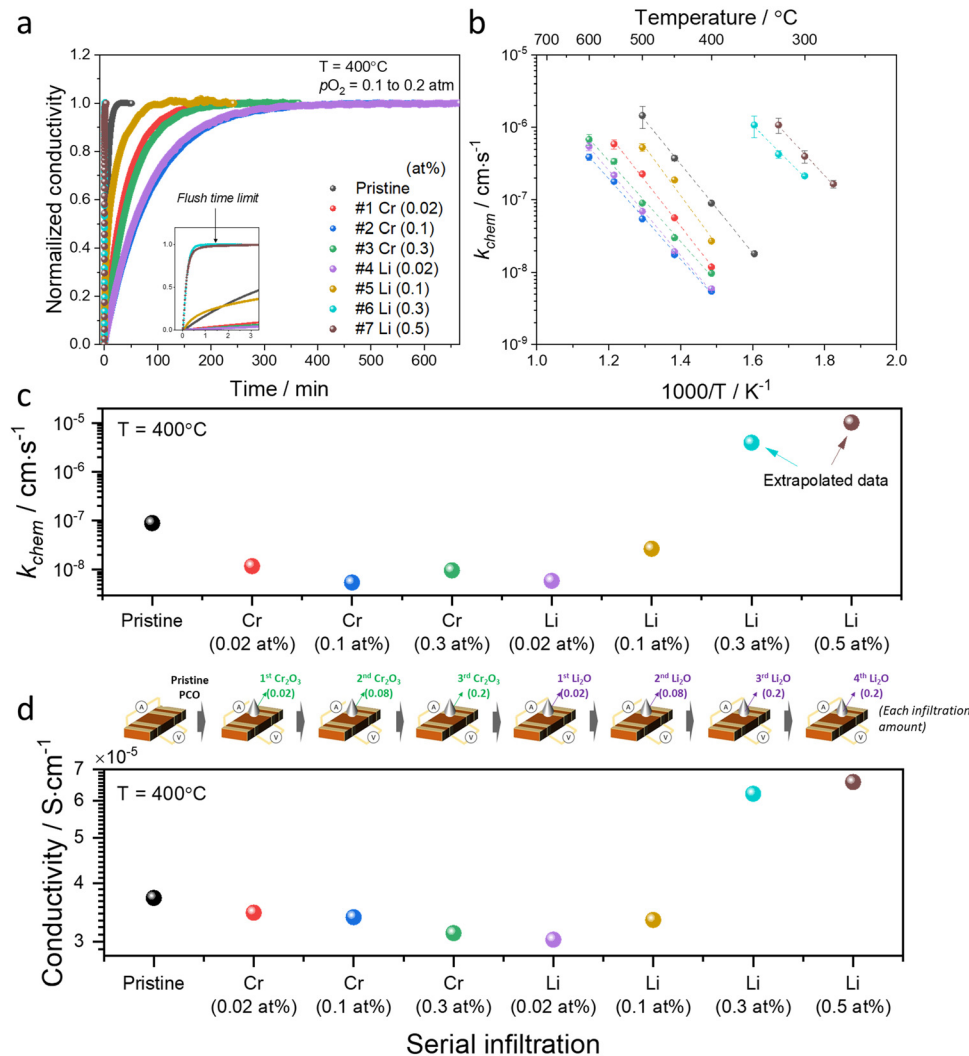 a
T = 400°C
pO2 = 0.1 to 0.2 atm
Normailized conductivity
1.0
0.8
0.6
0.4
0.2
0.0
0 100 200 300 400 500 600
Time / min
(at%)
Pristine
#1 Cr (0.02)
#2 Cr (0.1)
#3 Cr (0.3)
#4 Li (0.02)
#5 Li (0.1)
#6 Li (0.3)
#7 Li (0.5)
Flush time limit
1.0
0.5
0.0
0 1 2 3
b
Temperature / °C
700 600 500 400 300
kchem / cm·s-1
10-5
10-6
10-7
10-8
10-9
1.0 1.2 1.4 1.6 1.8 2.0
1000/T / K-1
c
T = 400°C
kchem / cm·s-1
10-5
10-6
10-7
10-8
Extrapolated data
Pristine Cr Cr Cr Li Li Li Li
(0.02 at%) (0.1 at%) (0.3 at%) (0.02 at%) (0.1 at%) (0.3 at%) (0.5 at%)
Pristine PCO
1st Cr2O3 (0.02)
2nd Cr2O3 (0.08)
3rd Cr2O3 (0.2)
1st Li2O (0.02)
2nd Li2O (0.08)
3rd Li2O (0.2)
4th Li2O (0.2)
(Each infiltration
amount)
A A A A A A A A
V V V V V V V V
d
×10-5
T = 400°C
Conductivity / S·cm-1
7
6
5
4
3
Pristine Cr Cr Cr Li Li Li Li
(0.02 at%) (0.1 at%) (0.3 at%) (0.02 at%) (0.1 at%) (0.3 at%) (0.5 at%)
Serial infiltration